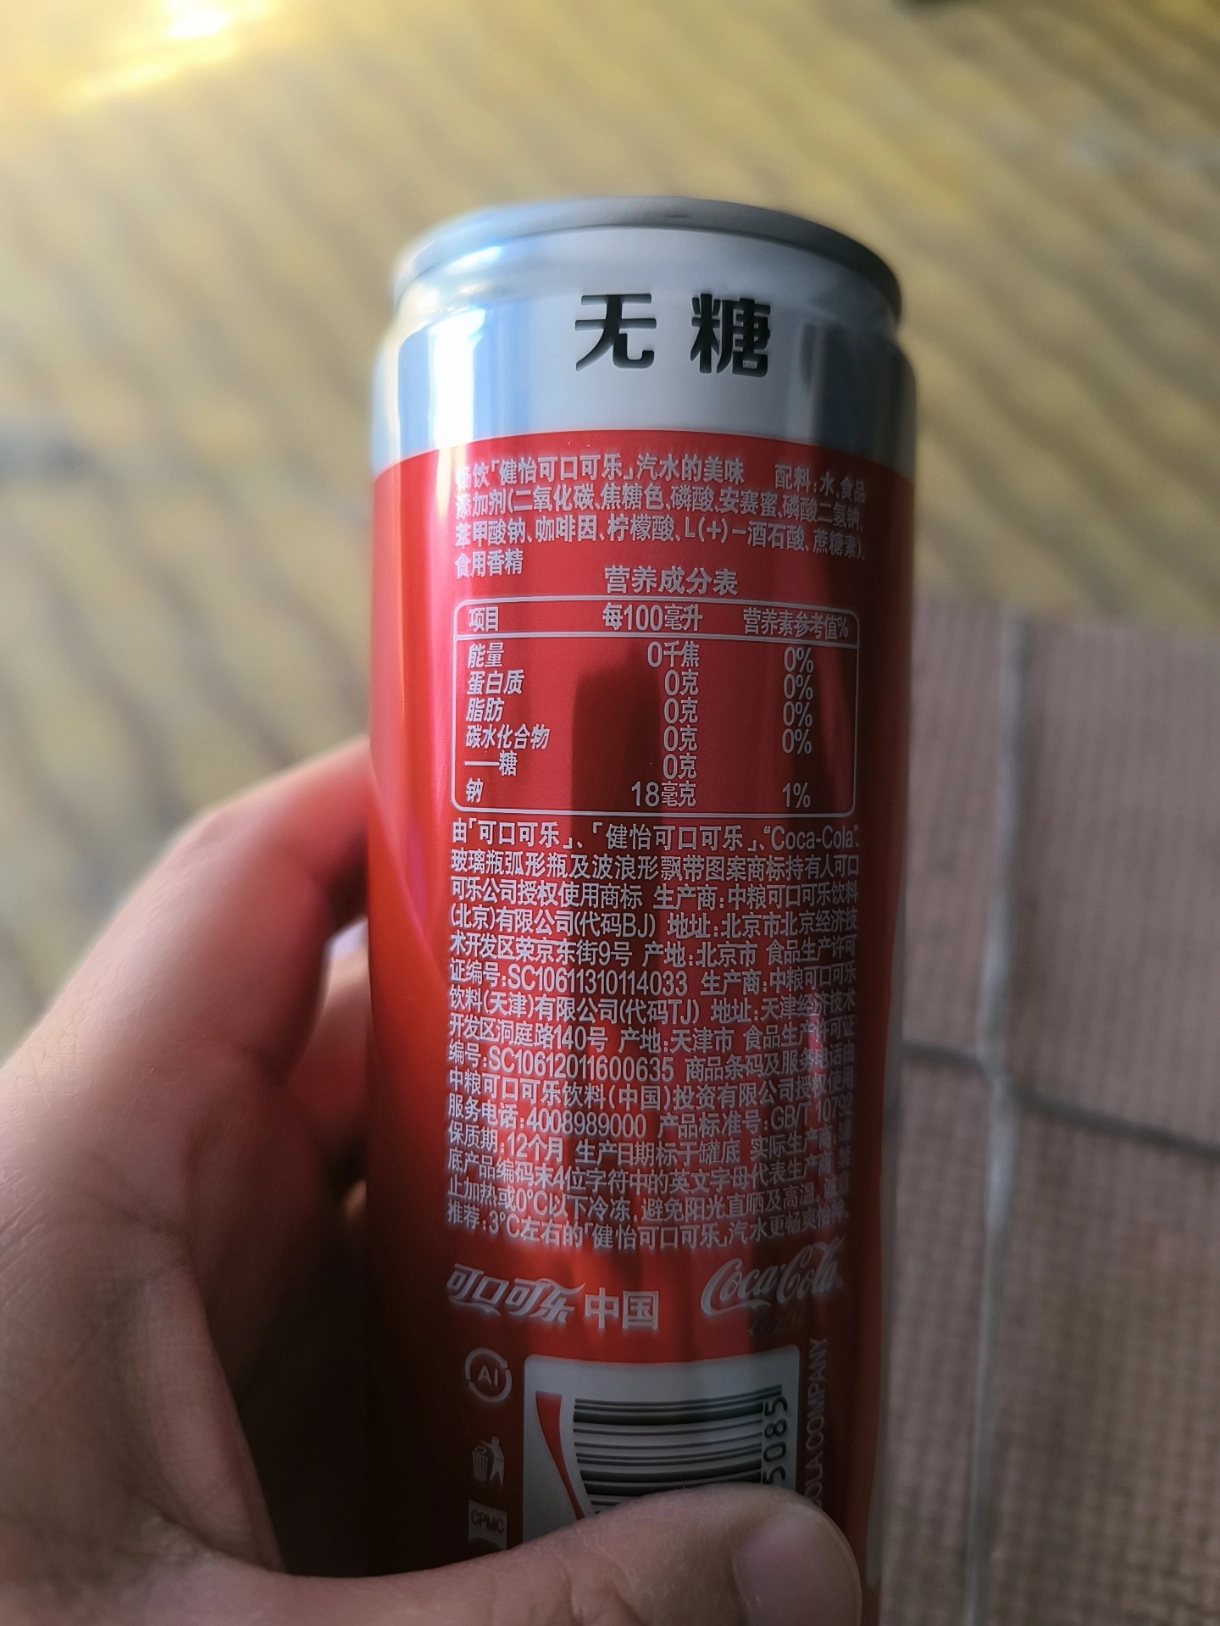 无糖
畅饮「健怡可口可乐」汽水的美味 配料:水、食品
添加剂(二氧化碳、焦糖色、磷酸、安赛蜜、磷酸二氢钠、
苯甲酸钠、咖啡因、柠檬酸、L(+)-酒石酸、蔗糖素)、
食用香精
营养成分表
项目 每100毫升 营养素参考值%
能量 0千焦 0%
蛋白质 0克 0%
脂肪 0克 0%
碳水化合物 0克 0%
——糖 0克
钠 18毫克 1%
由「可口可乐」、「健怡可口可乐」、“Coca-Cola”、
玻璃瓶弧形瓶及波浪形飘带图案商标持有人可口
可乐公司授权使用商标 生产商:中粮可口可乐饮料
(北京)有限公司(代码BJ) 地址:北京市北京经济技
术开发区荣京东街9号 产地:北京市 食品生产许可
证编号:SC10611310114033 生产商:中粮可口可乐
饮料(天津)有限公司(代码TJ) 地址:天津经济技术
开发区洞庭路140号 产地:天津市 食品生产许可证
编号:SC10612011600635 商品条码及服务电话由
中粮可口可乐饮料(中国)投资有限公司授权使用
服务电话:4008989000 产品标准号:GB/T 10792
保质期:12个月 生产日期标于罐底 实际生产商:罐
底产品编码末4位字符中的英文字母代表生产商 禁
止加热或0°C以下冷冻,避免阳光直晒及高温。
推荐:3°C左右的「健怡可口可乐」汽水更畅爽怡神。
可口可乐 中国 Coca-Cola
AI
CPMC
5085
COLA COMPANY